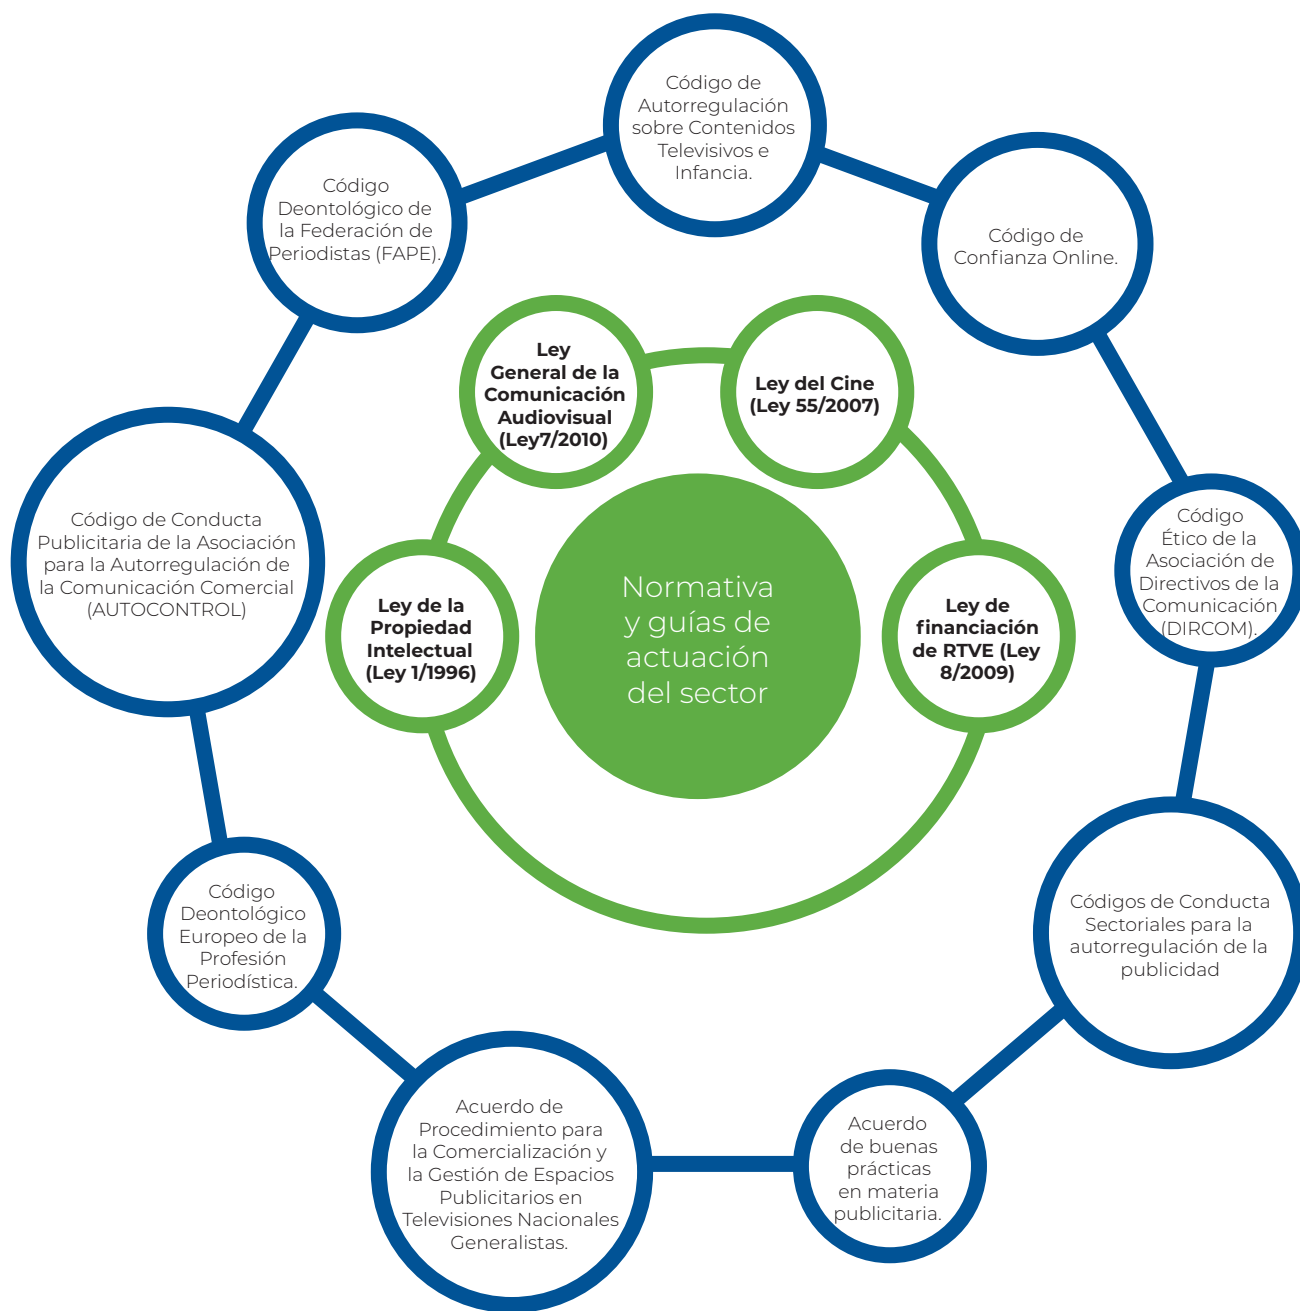 Código de
Autorregulación
sobre Contenidos
Televisivos e
Infancia.
Código
Deontológico de
la Federación de
Periodistas (FAPE).
Código de
Confianza Online.
Ley
General de la
Comunicación
Audiovisual
(Ley7/2010)
Ley del Cine
(Ley 55/2007)
Código de Conducta
Publicitaria de la Asociación
para la Autorregulación de
la Comunicación Comercial
(AUTOCONTROL)
Código
Ético de la
Asociación de
Directivos de la
Comunicación
(DIRCOM).
Ley de la
Propiedad
Intelectual
(Ley 1/1996)
Normativa
y guías de
actuación
del sector
Ley de
financiación
de RTVE (Ley
8/2009)
Código
Deontológico
Europeo de la
Profesión
Periodística.
Códigos de Conducta
Sectoriales para la
autorregulación de la
publicidad
Acuerdo de
Procedimiento para
la Comercialización y
la Gestión de Espacios
Publicitarios en
Televisiones Nacionales
Generalistas.
Acuerdo
de buenas
prácticas
en materia
publicitaria.